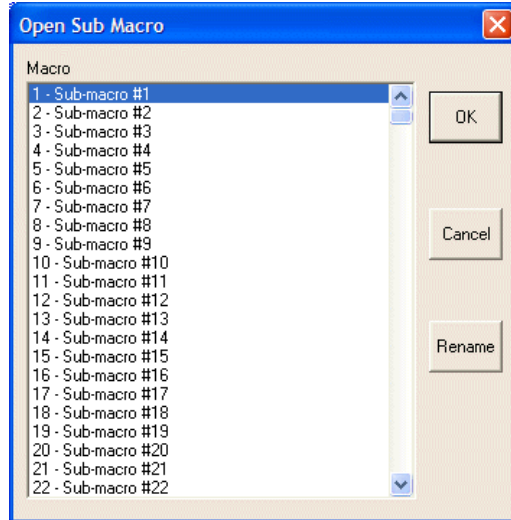 Open Sub Macro
Macro
1 - Sub-macro #1
2 - Sub-macro #2
3 - Sub-macro #3
4 - Sub-macro #4
5 - Sub-macro #5
6 - Sub-macro #6
7 - Sub-macro #7
8 - Sub-macro #8
9 - Sub-macro #9
10 - Sub-macro #10
11 - Sub-macro #11
12 - Sub-macro #12
13 - Sub-macro #13
14 - Sub-macro #14
15 - Sub-macro #15
16 - Sub-macro #16
17 - Sub-macro #17
18 - Sub-macro #18
19 - Sub-macro #19
20 - Sub-macro #20
21 - Sub-macro #21
22 - Sub-macro #22
OK
Cancel
Rename